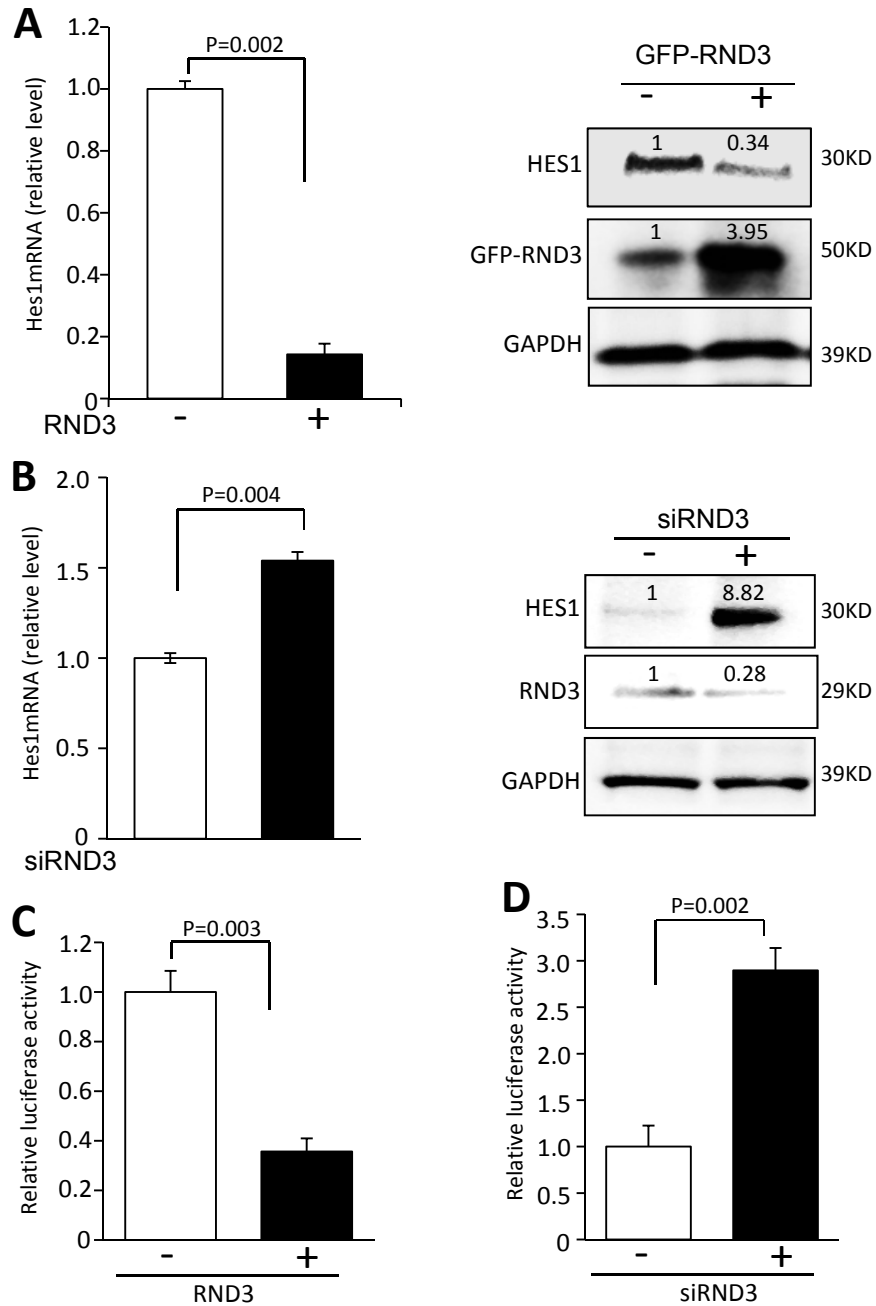 A
1.2
1.0
0.8
0.6
0.4
0.2
0
Hes1mRNA (relative level)
P=0.002
RND3 - +
GFP-RND3
- +
HES1 1 0.34 30KD
GFP-RND3 1 3.95 50KD
GAPDH 39KD
B
2.0
1.5
1.0
0.5
0
Hes1mRNA (relative level)
P=0.004
siRND3
siRND3
- +
HES1 1 8.82 30KD
RND3 1 0.28 29KD
GAPDH 39KD
C
1.2
1.0
0.8
0.6
0.4
0.2
0
Relative luciferase activity
P=0.003
- +
RND3
D
3.5
3.0
2.5
2.0
1.5
1.0
0.5
0
Relative luciferase activity
P=0.002
- +
siRND3